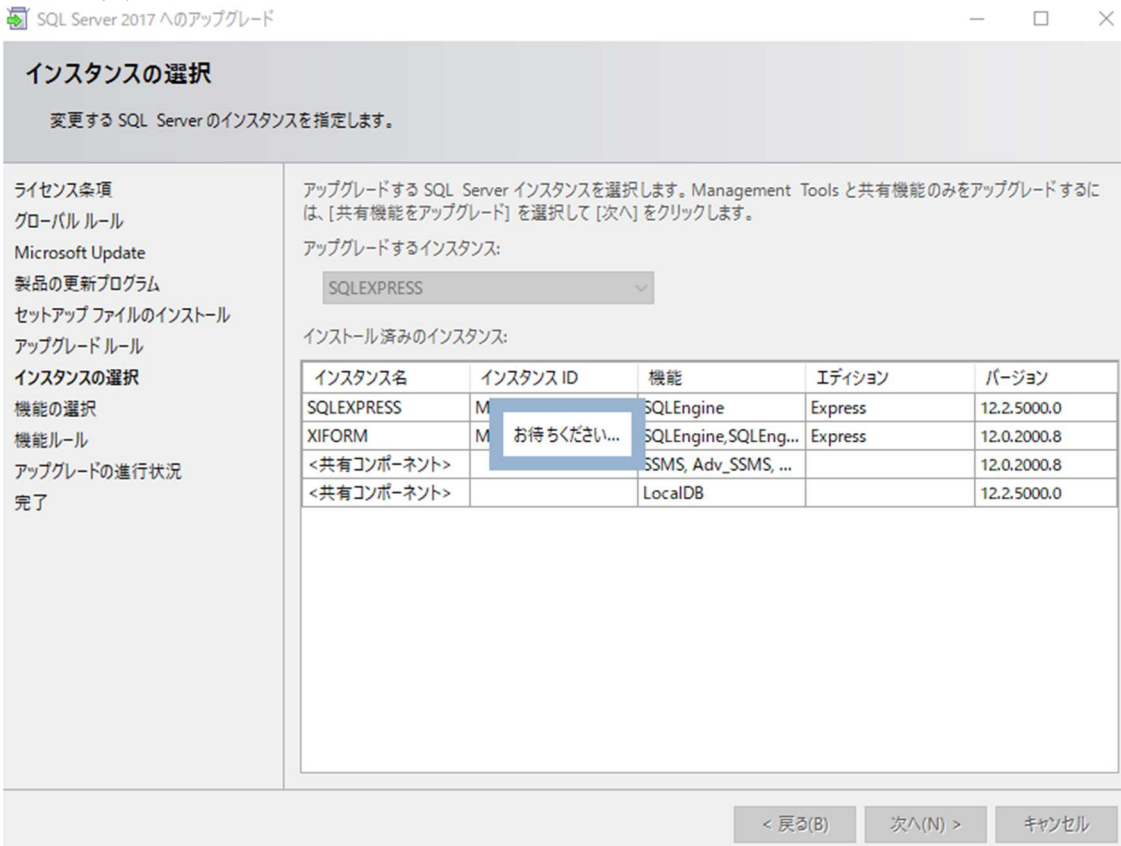 SQL Server 2017 へのアップグレード
インスタンスの選択
変更する SQL Server のインスタンスを指定します。
ライセンス条項
グローバル ルール
Microsoft Update
製品の更新プログラム
セットアップ ファイルのインストール
アップグレード ルール
インスタンスの選択
機能の選択
機能ルール
アップグレードの進行状況
完了
アップグレードする SQL Server インスタンスを選択します。Management Tools と共有機能のみをアップグレードするに
は、[共有機能をアップグレード] を選択して [次へ] をクリックします。
アップグレードするインスタンス:
SQLEXPRESS
インストール済みのインスタンス:
インスタンス名 インスタンス ID 機能 エディション バージョン
SQLEXPRESS M SQLEngine Express 12.2.5000.0
XIFORM M SQLEngine,SQLEng... Express 12.0.2000.8
<共有コンポーネント> SSMS, Adv_SSMS, ... 12.0.2000.8
<共有コンポーネント> LocalDB 12.2.5000.0
お待ちください...
< 戻る(B) 次へ(N) > キャンセル